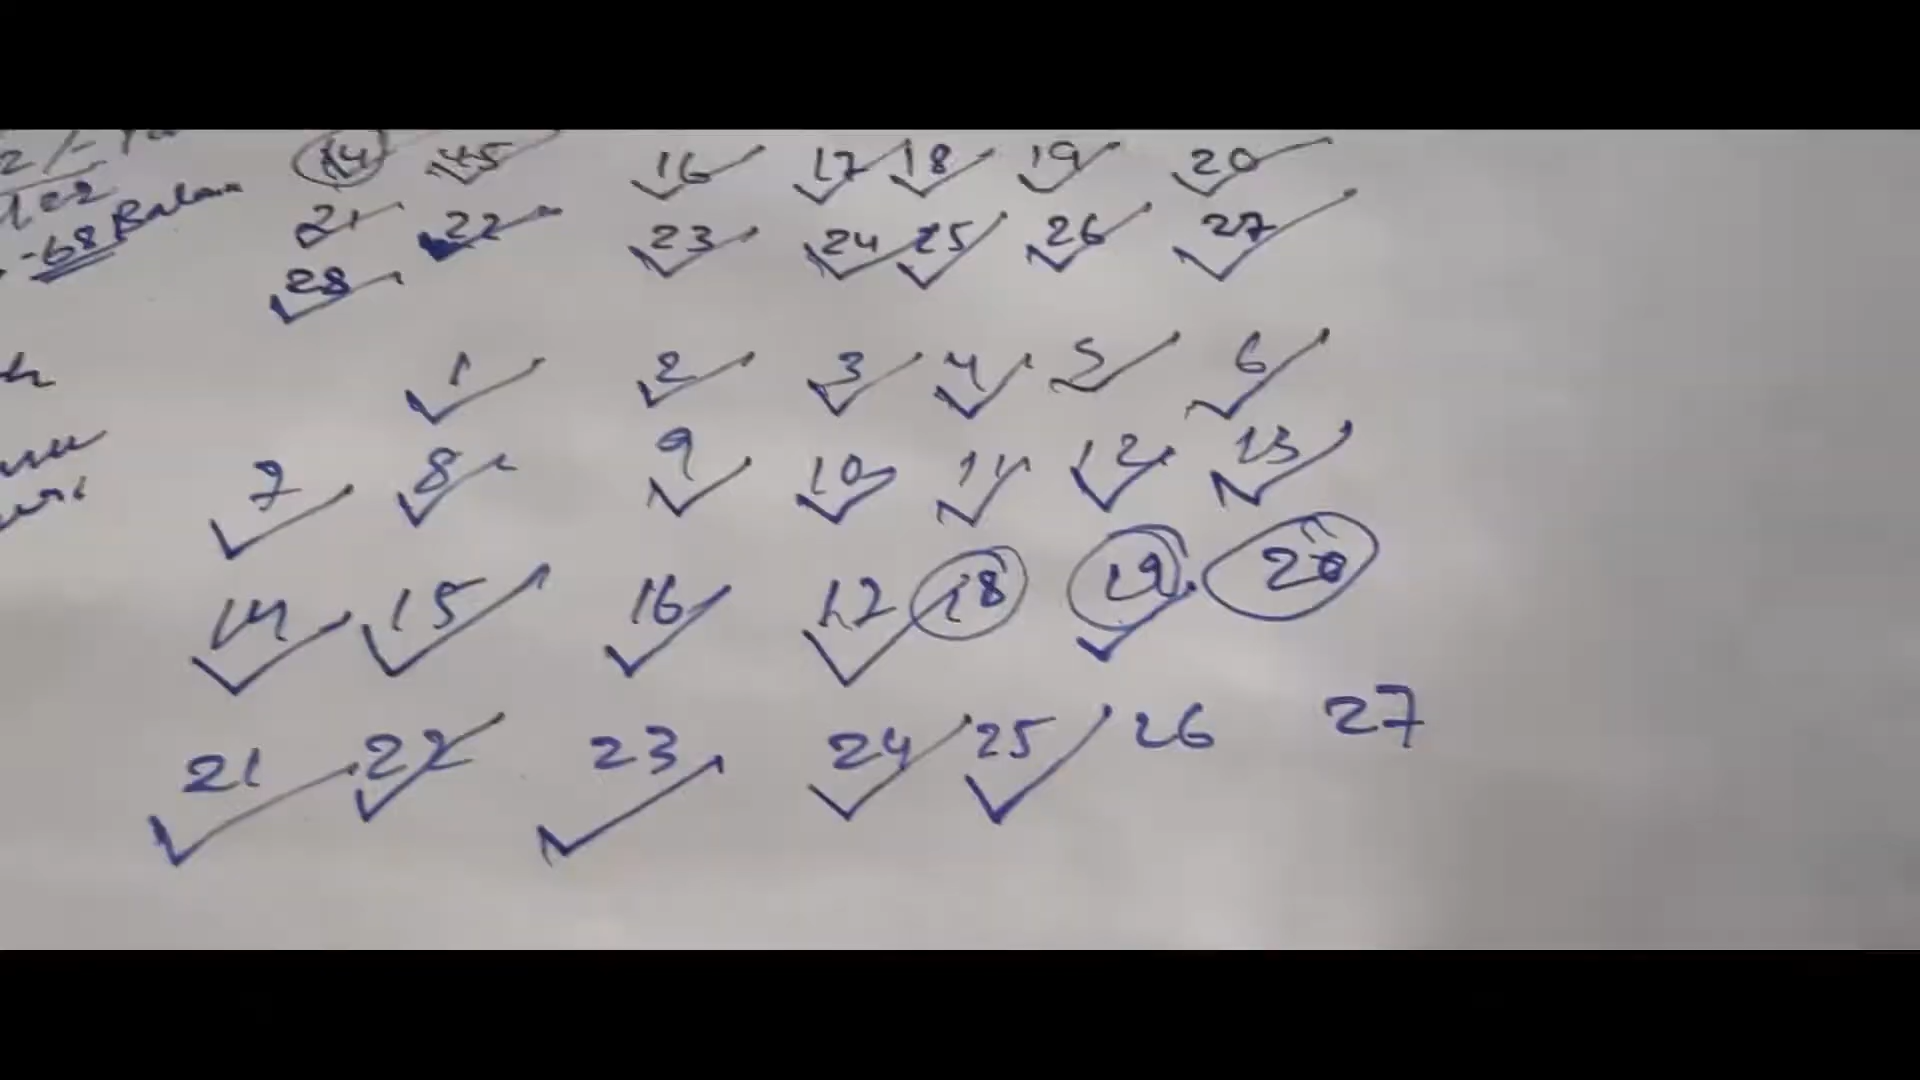 14 15 16 17 18 19 20
-68 Balan 21 22 23 24 25 26 27
28
1 2 3 4 5 6
7 8 9 10 11 12 13
14 15 16 17 18 19 20
21 22 23 24 25 26 27